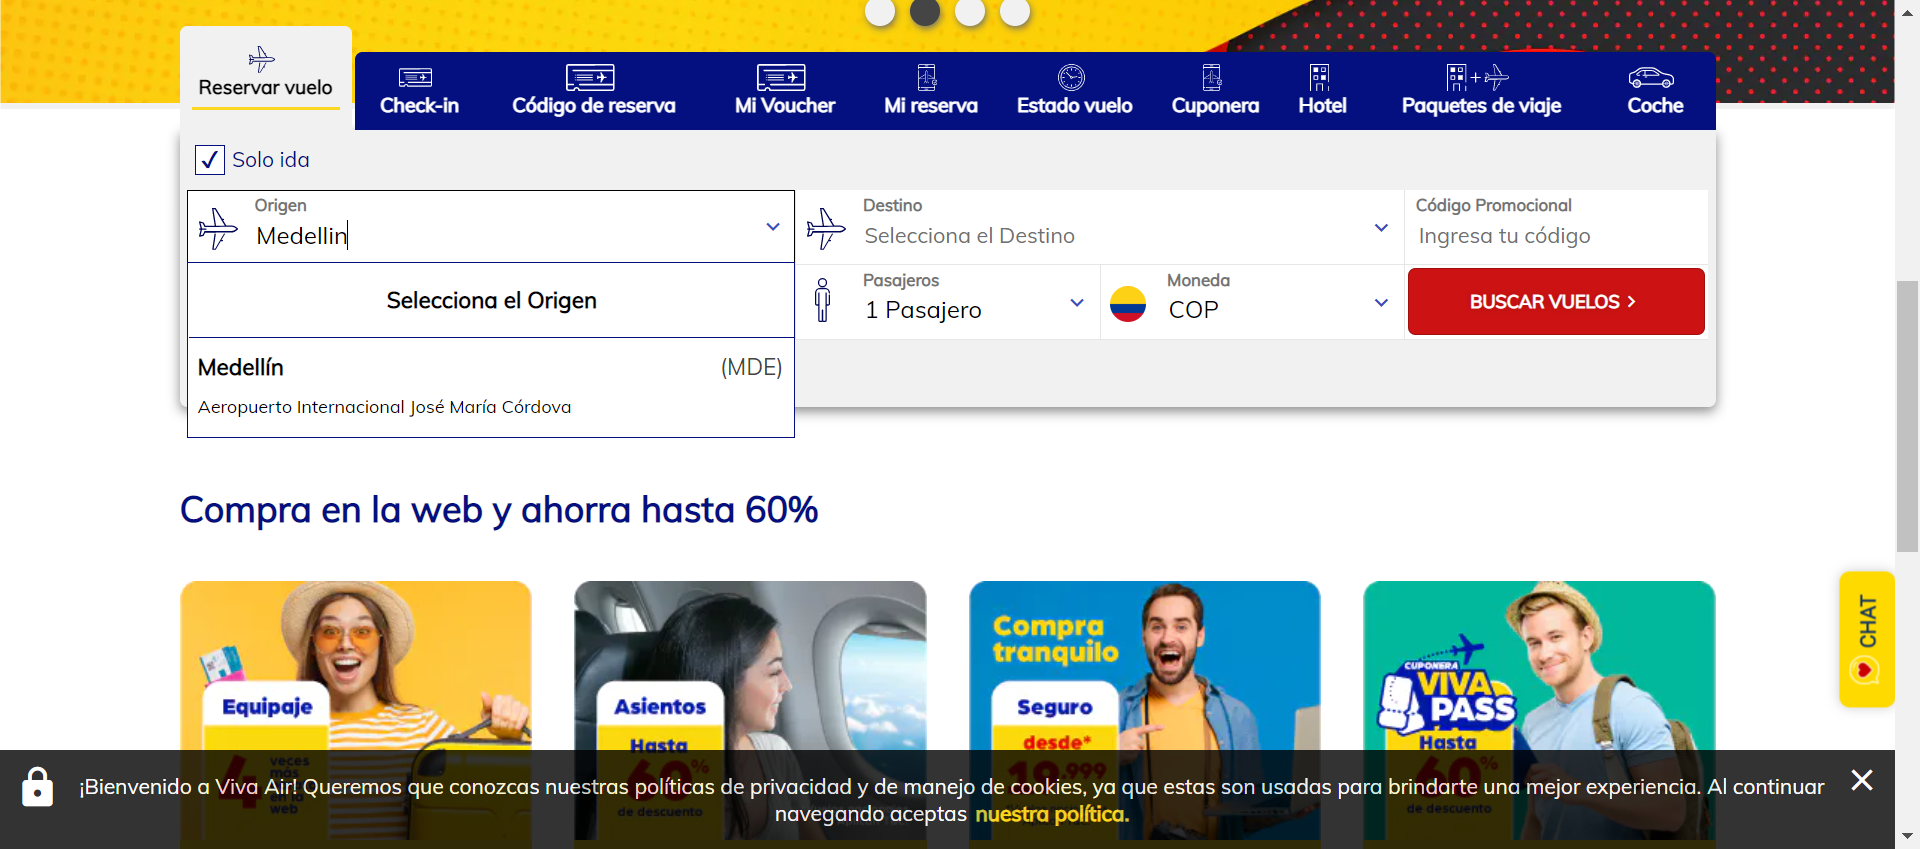 Reservar vuelo
Check-in
Código de reserva
Mi Voucher
Mi reserva
Estado vuelo
Cuponera
Hotel
Paquetes de viaje
Coche
Solo ida
Origen
Medellin
Destino
Selecciona el Destino
Código Promocional
Ingresa tu código
Selecciona el Origen
Pasajeros
1 Pasajero
Moneda
COP
BUSCAR VUELOS
Medellín
(MDE)
Aeropuerto Internacional José María Córdova
Compra en la web y ahorra hasta 60%
Equipaje
4 veces
más
en la
web
Asientos
Hasta
60%
de descuento
Compra
tranquilo
Seguro
desde*
19.999
CUPONERA
VIVA
PASS
Hasta
60%
de descuento
CHAT
¡Bienvenido a Viva Air! Queremos que conozcas nuestras políticas de privacidad y de manejo de cookies, ya que estas son usadas para brindarte una mejor experiencia. Al continuar
navegando aceptas nuestra política.